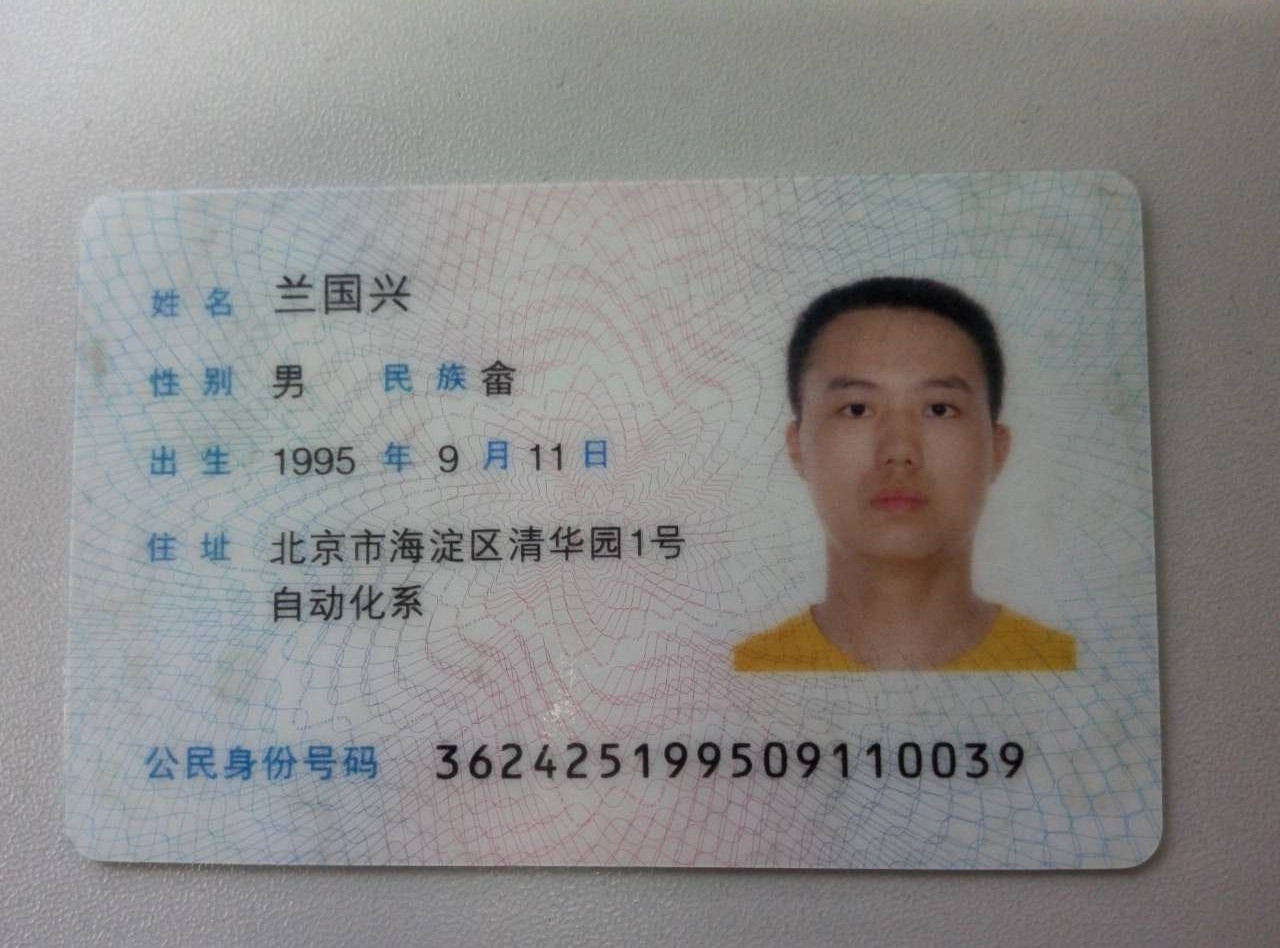 姓名 兰国兴
性别 男 民族 畲
出生 1995 年 9 月 11 日
住址 北京市海淀区清华园1号
自动化系
公民身份号码 362425199509110039